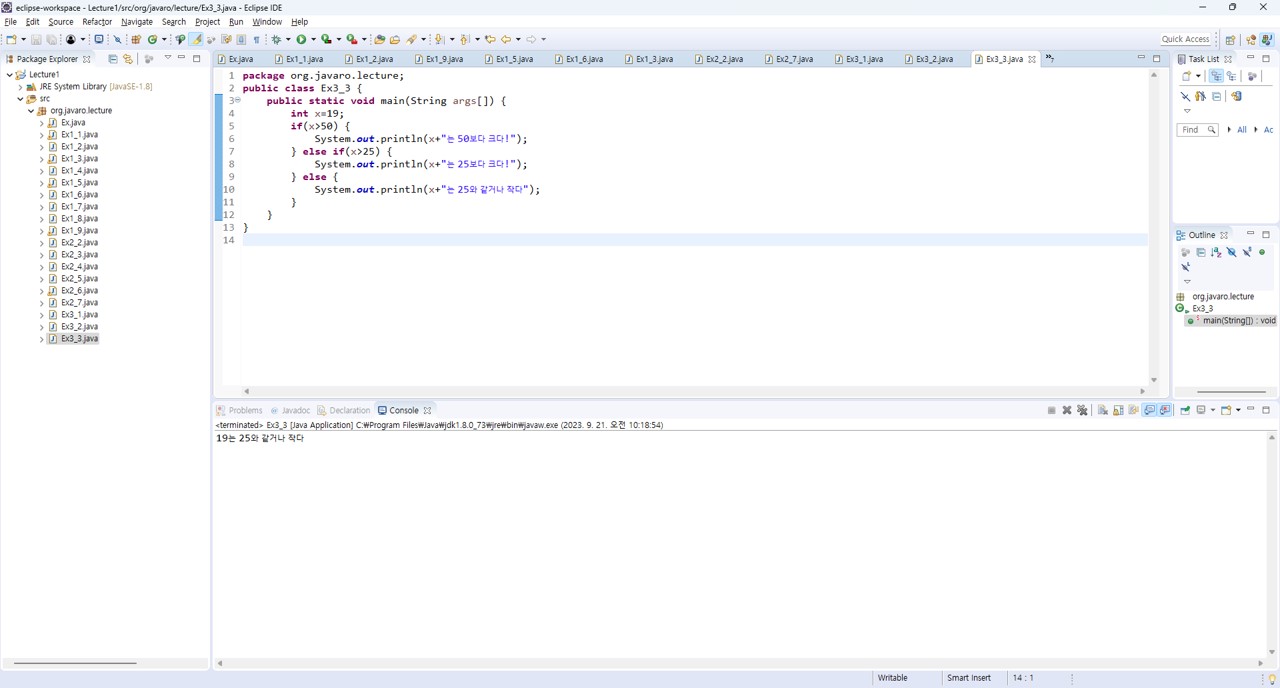 eclipse-workspace - Lecture1/src/org/javaro/lecture/Ex3_3.java - Eclipse IDE
File Edit Source Refactor Navigate Search Project Run Window Help
Quick Access
Package Explorer
Lecture1
JRE System Library [JavaSE-1.8]
src
org.javaro.lecture
Ex.java
Ex1_1.java
Ex1_2.java
Ex1_3.java
Ex1_4.java
Ex1_5.java
Ex1_6.java
Ex1_7.java
Ex1_8.java
Ex1_9.java
Ex2_2.java
Ex2_3.java
Ex2_4.java
Ex2_5.java
Ex2_6.java
Ex2_7.java
Ex3_1.java
Ex3_2.java
Ex3_3.java
Ex.java Ex1_1.java Ex1_2.java Ex1_9.java Ex1_5.java Ex1_6.java Ex1_3.java Ex2_2.java Ex2_7.java Ex3_1.java Ex3_2.java Ex3_3.java »7
1 package org.javaro.lecture;
2 public class Ex3_3 {
3 public static void main(String args[]) {
4 int x=19;
5 if(x>50) {
6 System.out.println(x+"는 50보다 크다!");
7 } else if(x>25) {
8 System.out.println(x+"는 25보다 크다!");
9 } else {
10 System.out.println(x+"는 25와 같거나 작다");
11 }
12 }
13 }
14
Task List
Find All Ac
Outline
org.javaro.lecture
Ex3_3
S main(String[]) : void
Problems Javadoc Declaration Console
<terminated> Ex3_3 [Java Application] C:₩Program Files₩Java₩jdk1.8.0_73₩jre₩bin₩javaw.exe (2023. 9. 21. 오전 10:18:54)
19는 25와 같거나 작다
Writable Smart Insert 14 : 1